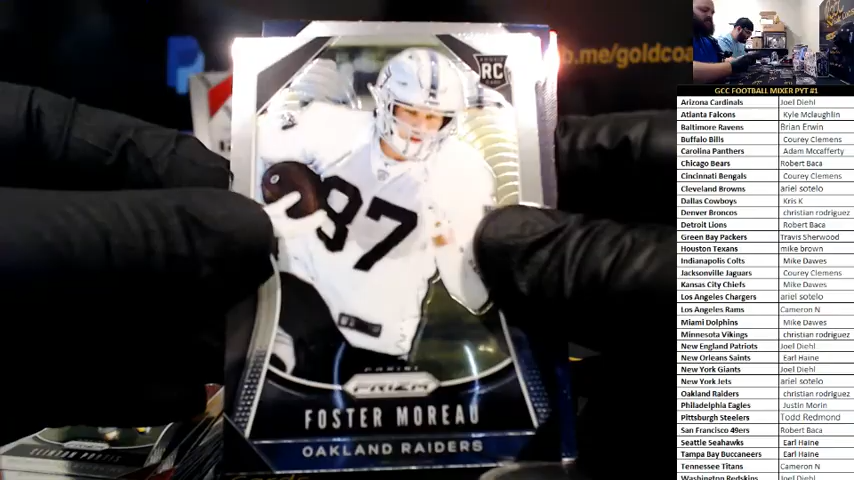 b.me/goldcoa
RC
87
PANINI
PRIZM
FOSTER MOREAU
OAKLAND RAIDERS
CLINTON PORTIS
GCC FOOTBALL MIXER PYT #1
Arizona Cardinals Joel Diehl
Atlanta Falcons Kyle Mclaughlin
Baltimore Ravens Brian Erwin
Buffalo Bills Courey Clemens
Carolina Panthers Adam Mccafferty
Chicago Bears Robert Baca
Cincinnati Bengals Courey Clemens
Cleveland Browns ariel sotelo
Dallas Cowboys Kris K
Denver Broncos christian rodriguez
Detroit Lions Robert Baca
Green Bay Packers Travis Sherwood
Houston Texans mike brown
Indianapolis Colts Mike Dawes
Jacksonville Jaguars Courey Clemens
Kansas City Chiefs Mike Dawes
Los Angeles Chargers ariel sotelo
Los Angeles Rams Cameron N
Miami Dolphins Mike Dawes
Minnesota Vikings christian rodriguez
New England Patriots Joel Diehl
New Orleans Saints Earl Haine
New York Giants Joel Diehl
New York Jets ariel sotelo
Oakland Raiders christian rodriguez
Philadelphia Eagles Justin Morin
Pittsburgh Steelers Todd Redmond
San Francisco 49ers Robert Baca
Seattle Seahawks Earl Haine
Tampa Bay Buccaneers Earl Haine
Tennessee Titans Cameron N
Washington Redskins Joel Diehl